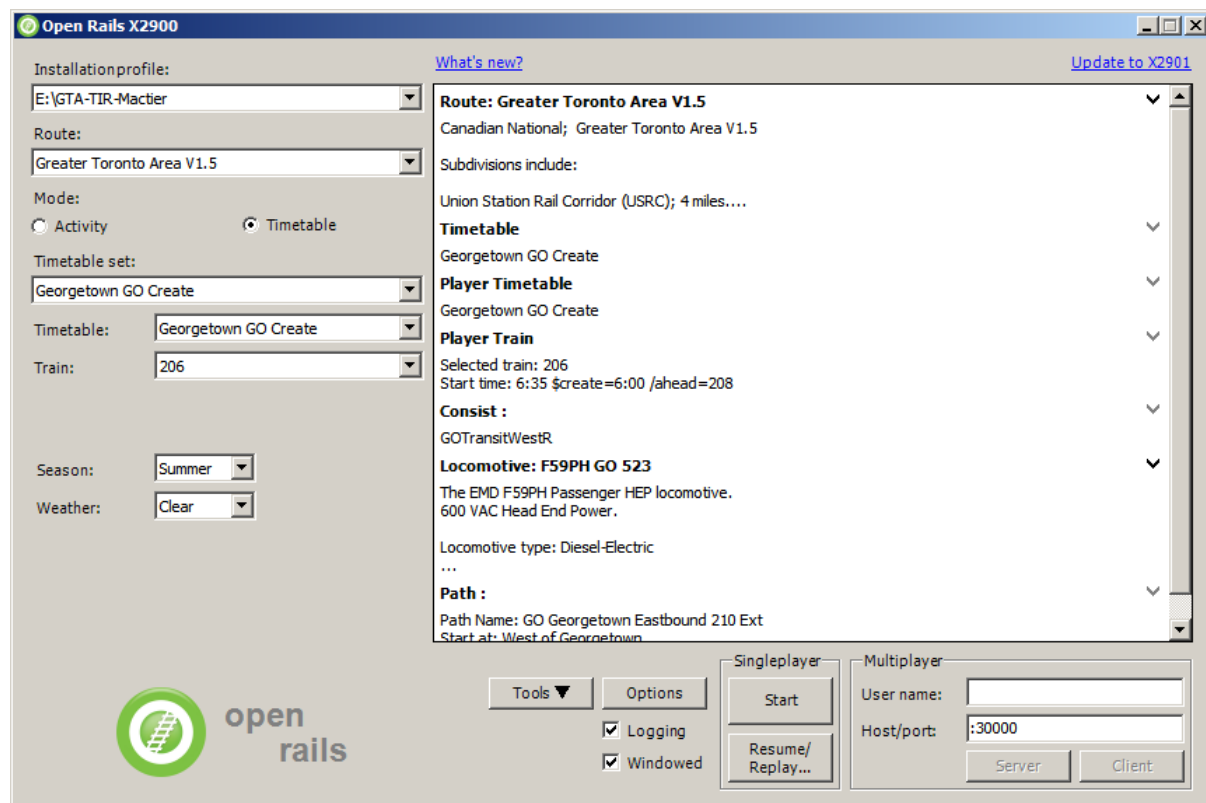 Open Rails X2900
Installationprofile:
E:\GTA-TIR-Mactier
Route:
Greater Toronto Area V1.5
Mode:
Activity
Timetable
Timetable set:
Georgetown GO Create
Timetable:
Georgetown GO Create
Train:
206
Season:
Summer
Weather:
Clear
open
rails
What's new?
Update to X2901
Route: Greater Toronto Area V1.5
Canadian National; Greater Toronto Area V1.5
Subdivisions include:
Union Station Rail Corridor (USRC); 4 miles....
Timetable
Georgetown GO Create
Player Timetable
Georgetown GO Create
Player Train
Selected train: 206
Start time: 6:35 $create=6:00 /ahead=208
Consist :
GOTransitWestR
Locomotive: F59PH GO 523
The EMD F59PH Passenger HEP locomotive.
600 VAC Head End Power.
Locomotive type: Diesel-Electric
...
Path :
Path Name: GO Georgetown Eastbound 210 Ext
Start at: West of Georgetown
Tools
Options
Logging
Windowed
Singleplayer
Start
Resume/
Replay...
Multiplayer
User name:
Host/port:
:30000
Server
Client